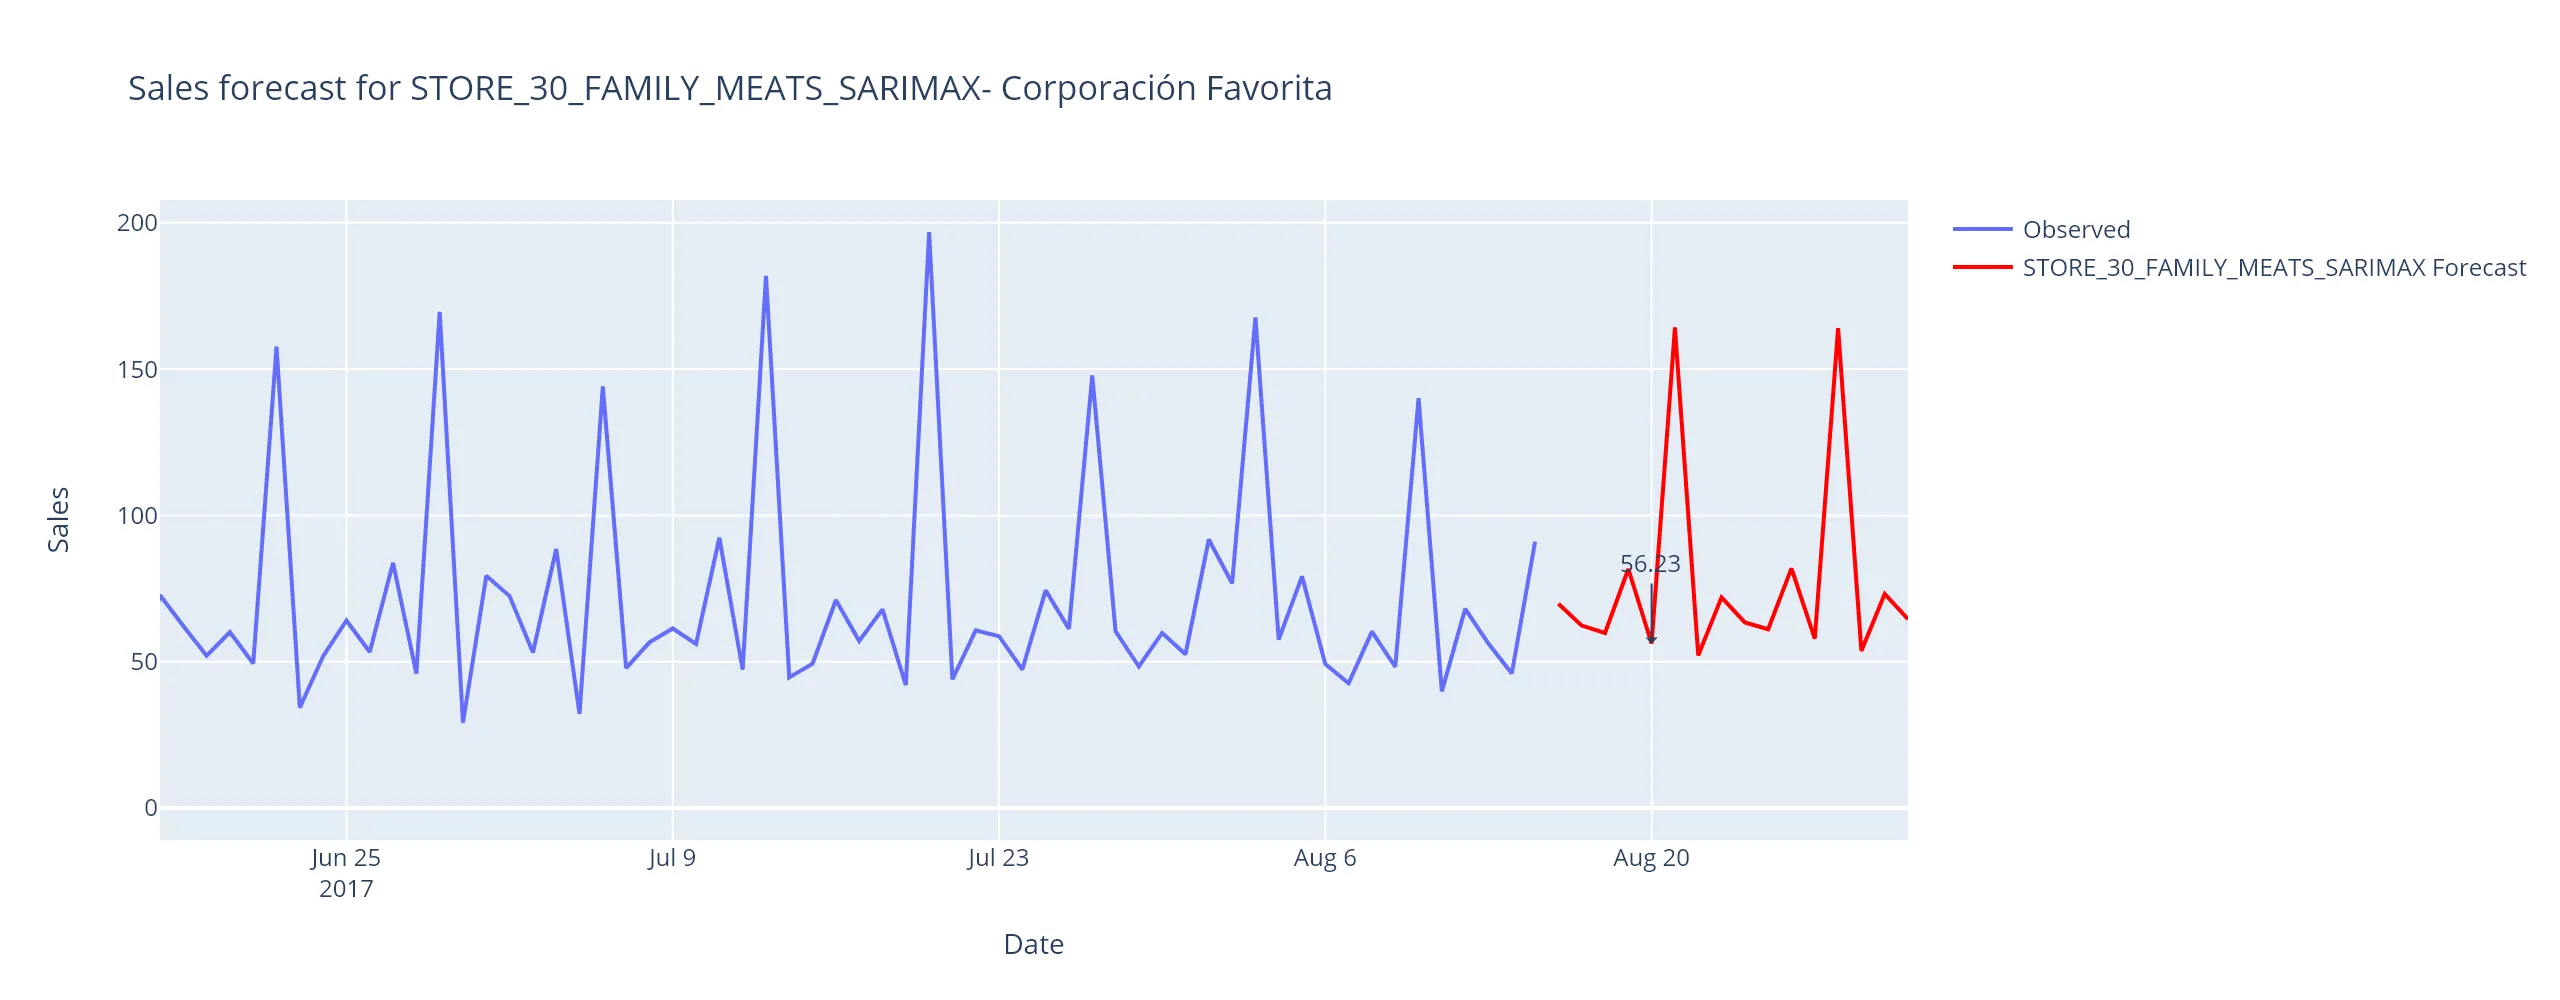 Sales forecast for STORE_30_FAMILY_MEATS_SARIMAX- Corporación Favorita
Observed
STORE_30_FAMILY_MEATS_SARIMAX Forecast
200
150
100
50
0
Sales
56.23
Jun 25
2017
Jul 9
Jul 23
Aug 6
Aug 20
Date